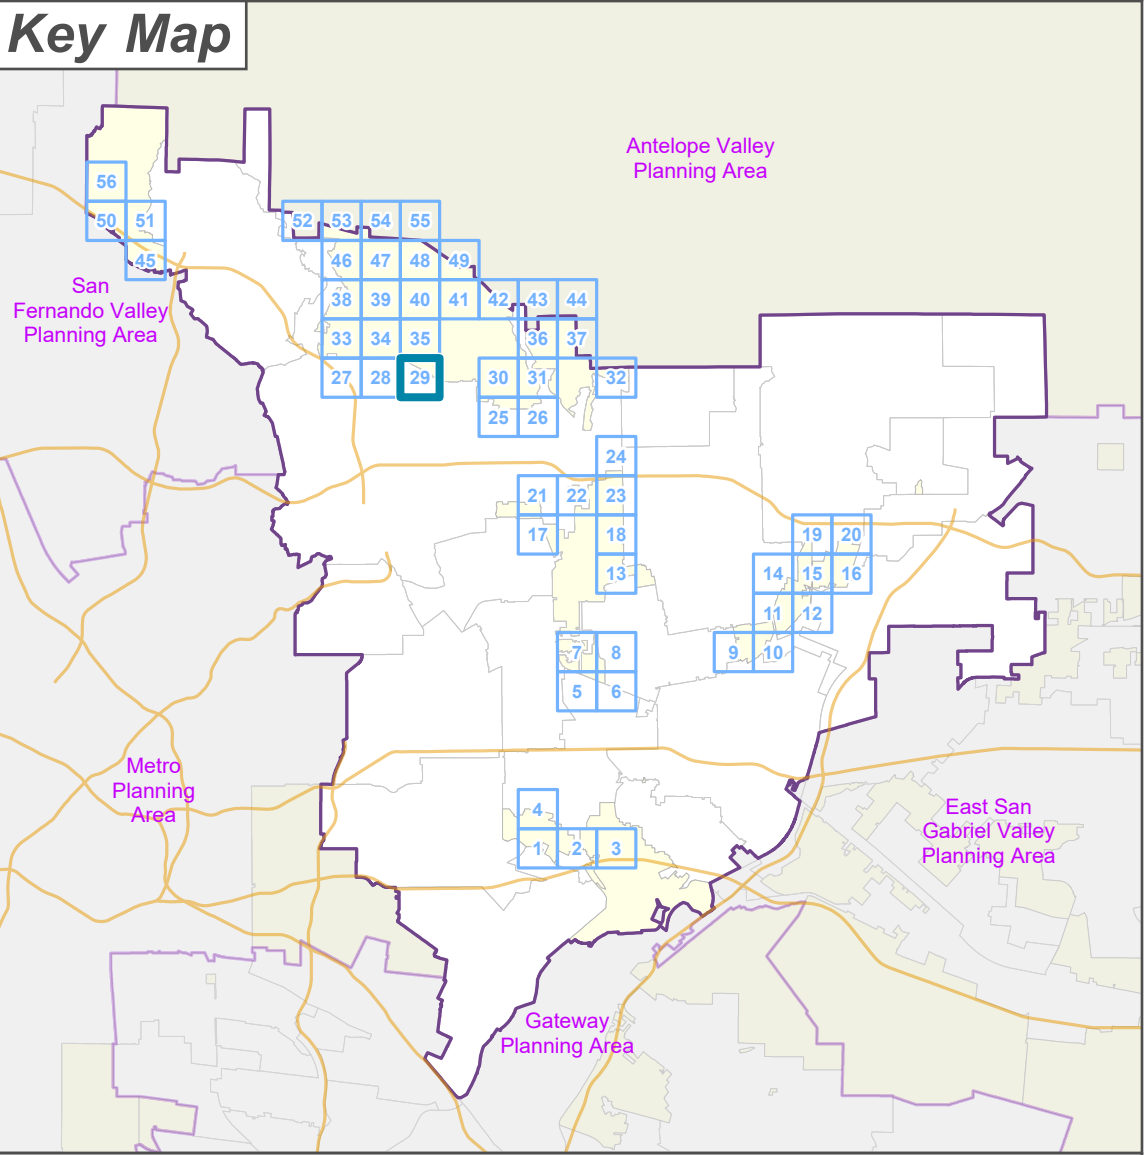 Key Map
Antelope Valley
Planning Area
56
50 51
52 53 54 55
45
46 47 48 49
San
Fernando Valley
Planning Area
38 39 40 41 42 43 44
33 34 35 36 37
27 28 29 30 31 32
25 26
24
21 22 23
17 18 19 20
13 14 15 16
11 12
7 8 9 10
5 6
Metro
Planning
Area
4
1 2 3
East San
Gabriel Valley
Planning Area
Gateway
Planning Area